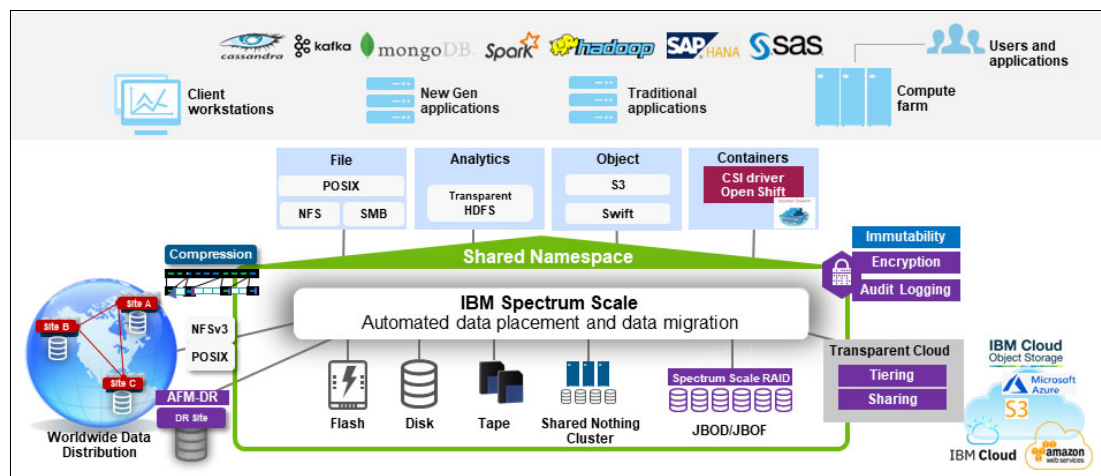 cassandra
kafka
mongoDB
Spark
hadoop
SAP HANA
sas
Users and
applications
Client
workstations
New Gen
applications
Traditional
applications
Compute
farm
File
POSIX
NFS
SMB
Analytics
Transparent
HDFS
Object
S3
Swift
Containers
CSI driver
Open Shift
Shared Namespace
Compression
Immutability
Encryption
Audit Logging
IBM Spectrum Scale
Automated data placement and data migration
Site A
Site B
Site C
NFSv3
POSIX
AFM-DR
DR Site
Worldwide Data
Distribution
Flash
Disk
Tape
Shared Nothing
Cluster
Spectrum Scale RAID
JBOD/JBOF
Transparent Cloud
Tiering
Sharing
IBM Cloud
Object Storage
Microsoft
Azure
S3
IBM Cloud
amazon
web services